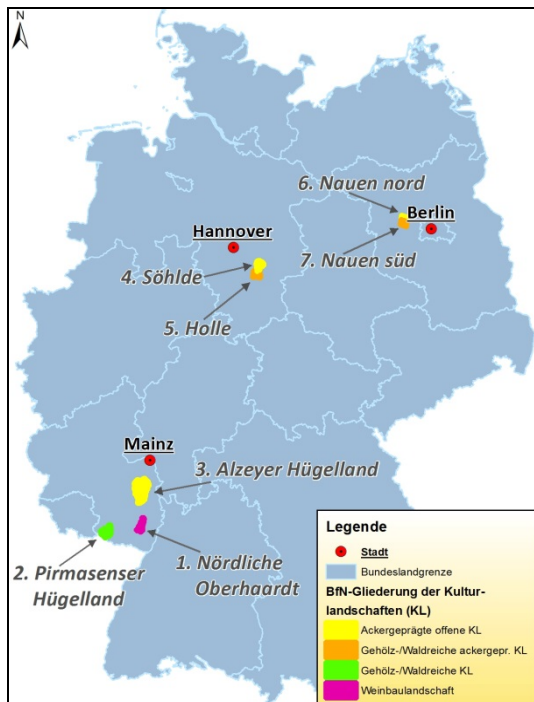 N
6. Nauen nord
Berlin
Hannover
7. Nauen süd
4. Söhlde
5. Holle
Mainz
3. Alzeyer Hügelland
2. Pirmasenser
Hügelland
1. Nördliche
Oberhaardt
Legende
Stadt
Bundeslandgrenze
BfN-Gliederung der Kultur-
landschaften (KL)
Ackergeprägte offene KL
Gehölz-/Waldreiche ackergepr. KL
Gehölz-/Waldreiche KL
Weinbaulandschaft